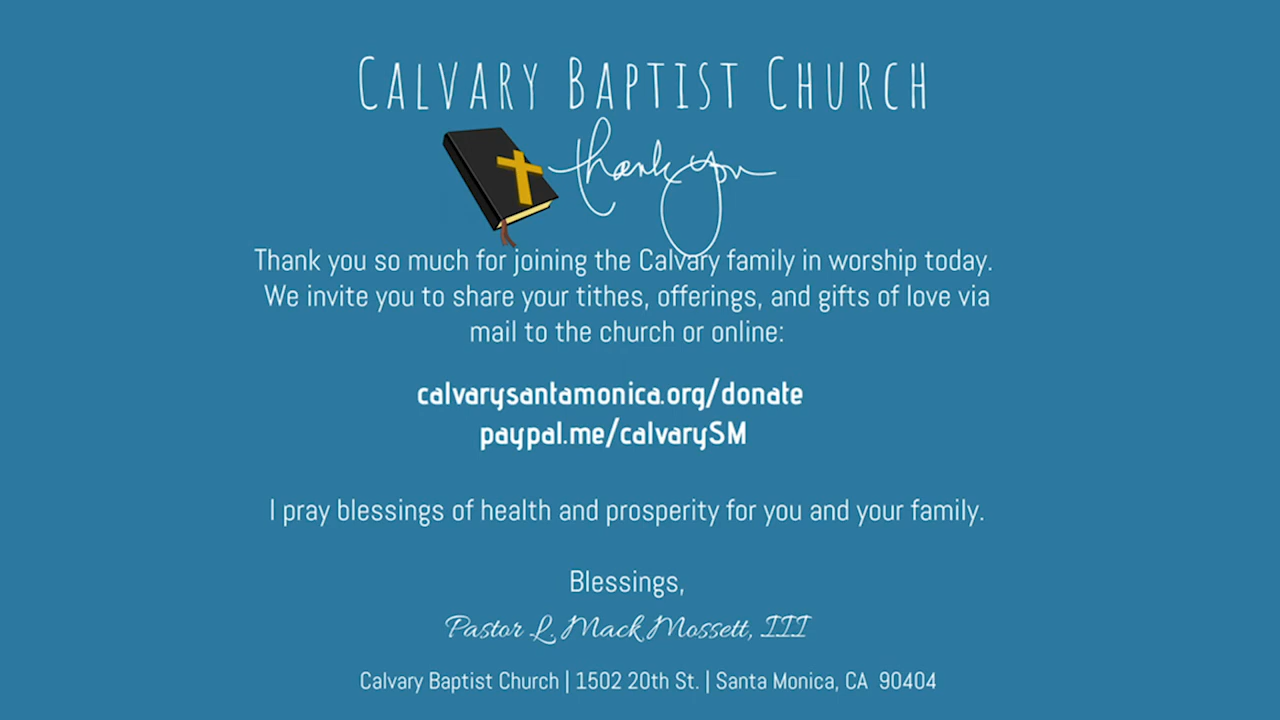 CALVARY BAPTIST CHURCH
thank you
Thank you so much for joining the Calvary family in worship today.
We invite you to share your tithes, offerings, and gifts of love via
mail to the church or online:
calvarysantamonica.org/donate
paypal.me/calvarySM
I pray blessings of health and prosperity for you and your family.
Blessings,
Pastor L. Mack Mossett, III
Calvary Baptist Church | 1502 20th St. | Santa Monica, CA  90404